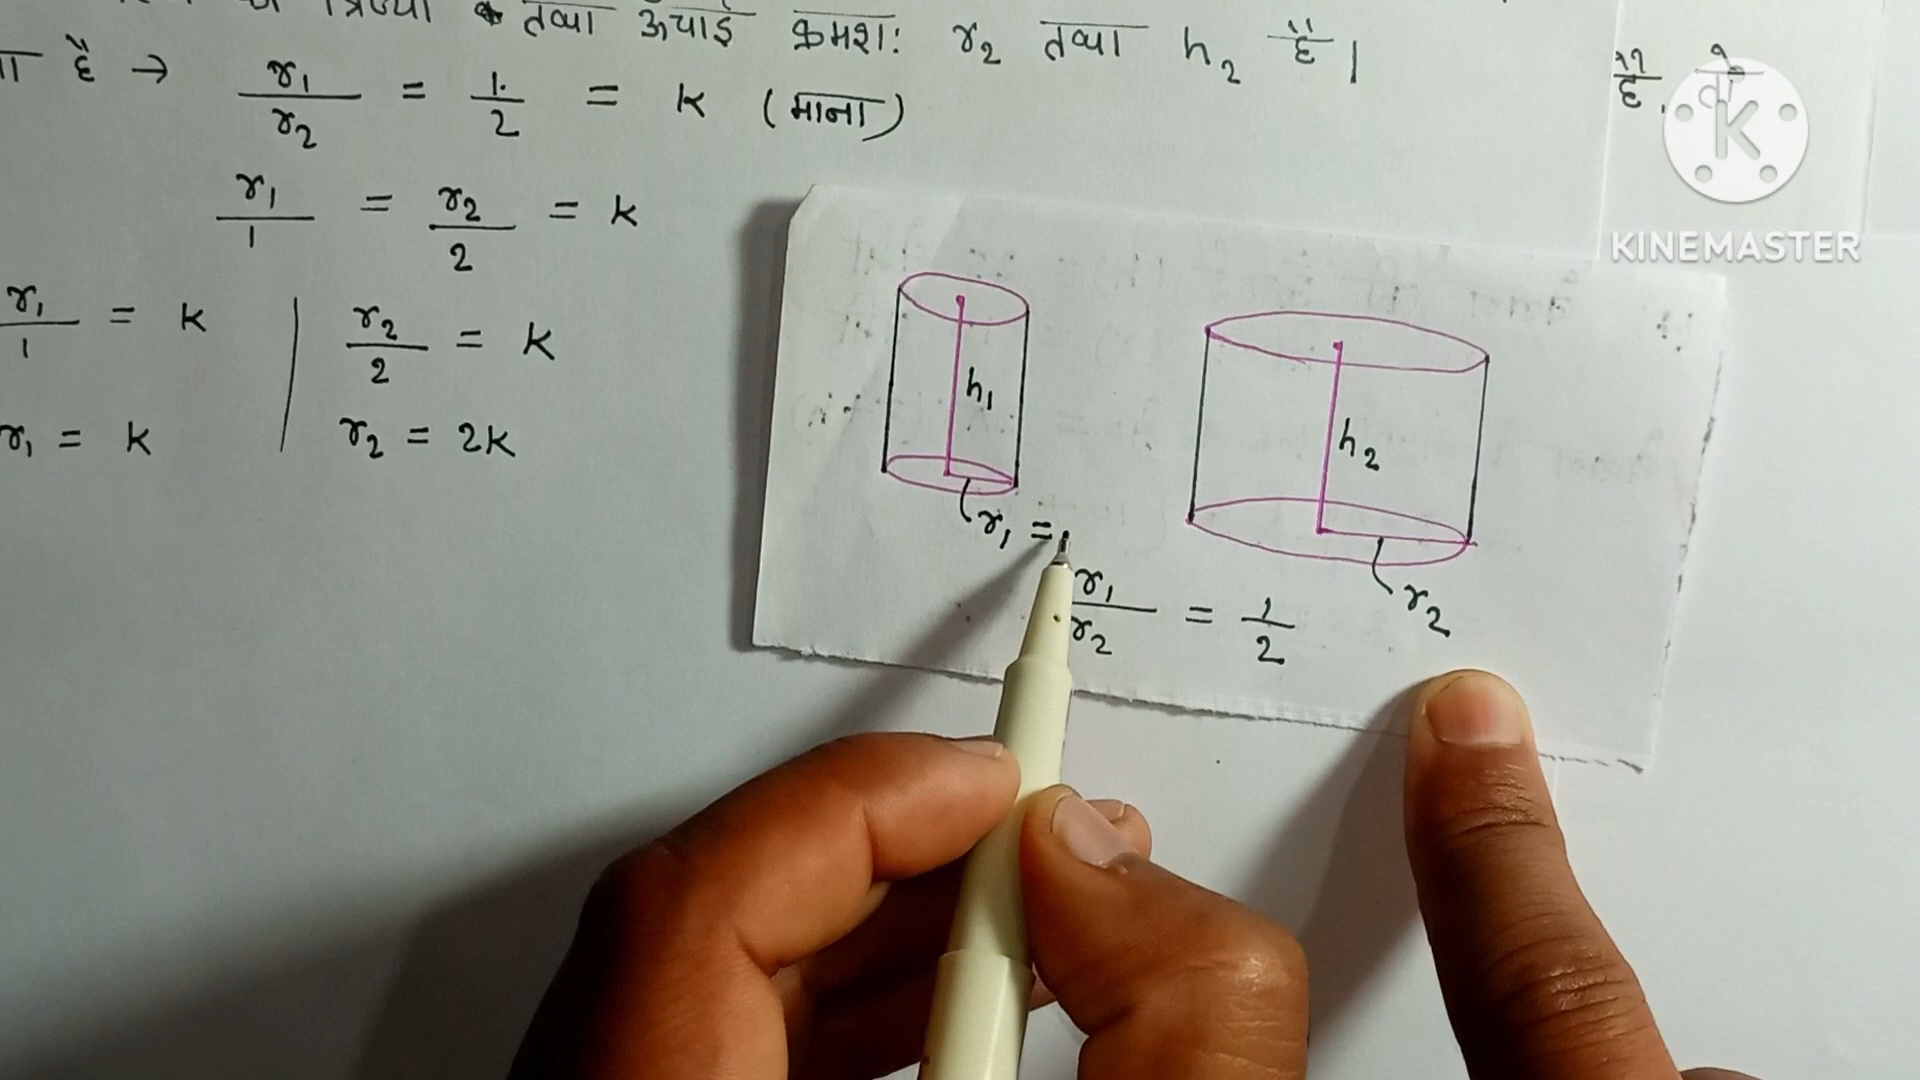 तथा ऊंचाई क्रमशः r₂ तथा h₂ हैं।
हैं, तो
है → r₁/r₂ = 1/2 = k (माना)
r₁/1 = r₂/2 = k
r₁/1 = k | r₂/2 = k
r₁ = k | r₂ = 2k
h₁
h₂
r₁ =
r₂
r₁/r₂ = 1/2
K
KINEMASTER